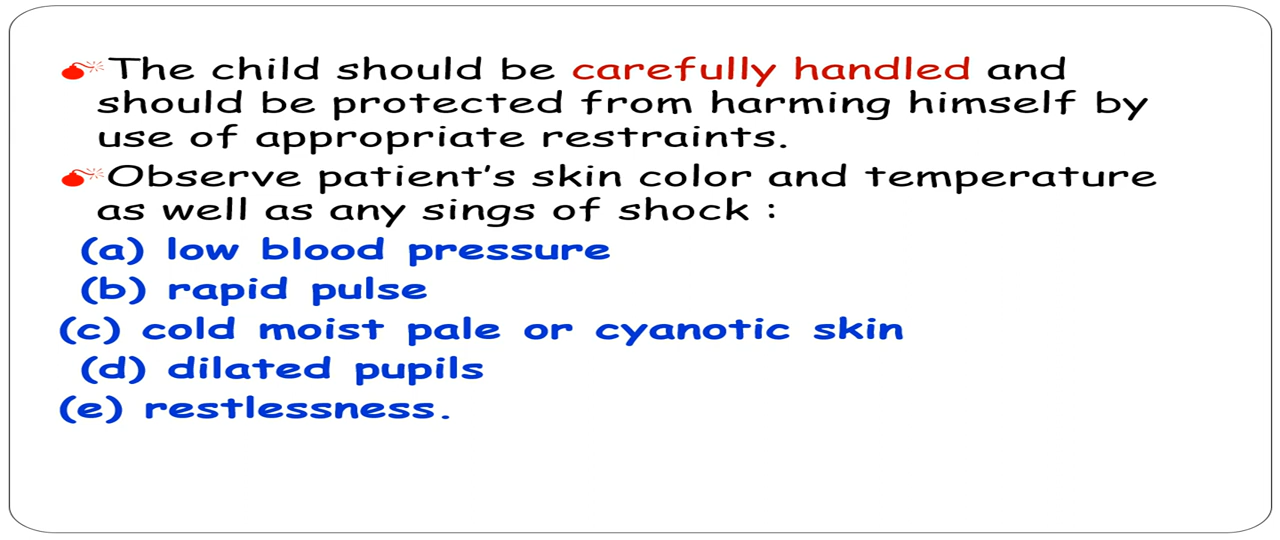 The child should be carefully handled and
should be protected from harming himself by
use of appropriate restraints.
Observe patient's skin color and temperature
as well as any sings of shock :
(a) low blood pressure
(b) rapid pulse
(c) cold moist pale or cyanotic skin
(d) dilated pupils
(e) restlessness.